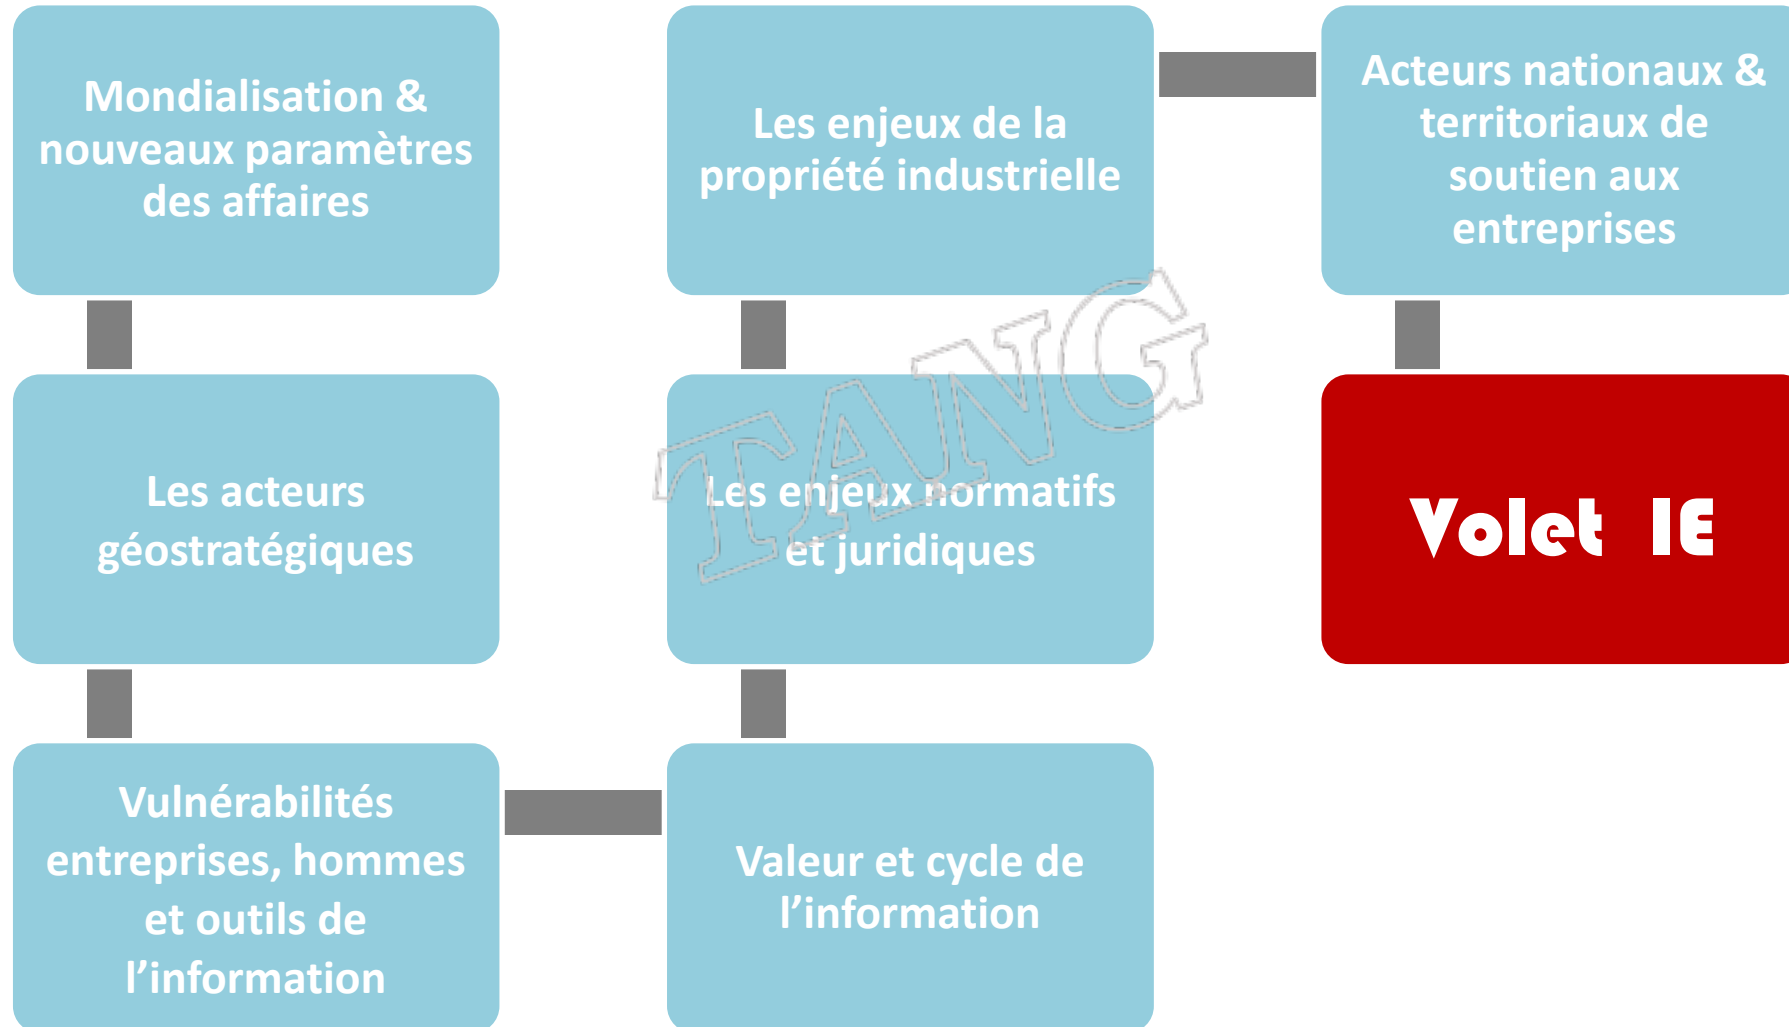 Mondialisation &
nouveaux paramètres
des affaires
Les acteurs
géostratégiques
Vulnérabilités
entreprises, hommes
et outils de
l’information
Valeur et cycle de
l’information
Les enjeux normatifs
et juridiques
Les enjeux de la
propriété industrielle
Acteurs nationaux &
territoriaux de
soutien aux
entreprises
Volet IE
TANG